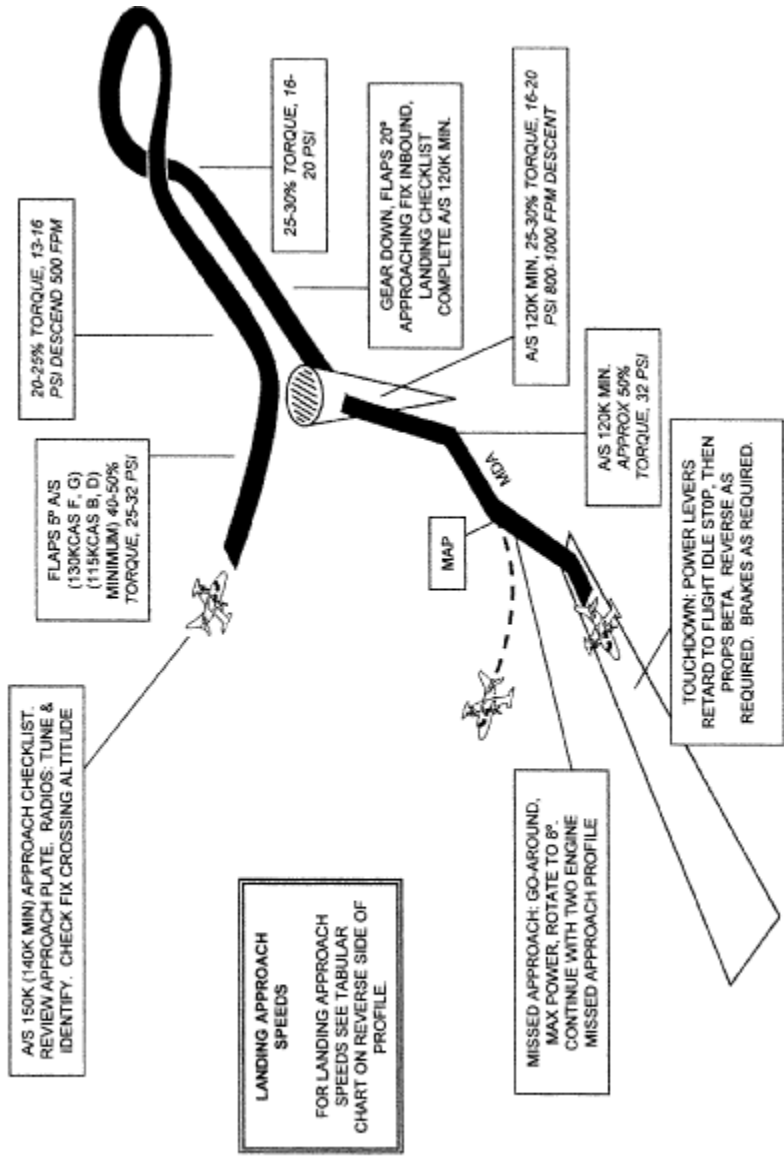 A/S 150K (140K MIN) APPROACH CHECKLIST.
REVIEW APPROACH PLATE. RADIOS: TUNE &
IDENTIFY. CHECK FIX CROSSING ALTITUDE
FLAPS 5º A/S
(130KCAS F, G)
(115KCAS B, D)
MINIMUM) 40-50%
TORQUE, 25-32 PSI
20-25% TORQUE, 13-16
PSI DESCEND 500 FPM
25-30% TORQUE, 16-
20 PSI
GEAR DOWN, FLAPS 20º
APPROACHING FIX INBOUND,
LANDING CHECKLIST
COMPLETE A/S 120K MIN.
A/S 120K MIN, 25-30% TORQUE, 16-20
PSI 800-1000 FPM DESCENT
A/S 120K MIN.
APPROX 50%
TORQUE, 32 PSI
MDA
MAP
LANDING APPROACH
SPEEDS
FOR LANDING APPROACH
SPEEDS SEE TABULAR
CHART ON REVERSE SIDE OF
PROFILE.
MISSED APPROACH: GO-AROUND,
MAX POWER, ROTATE TO 8º.
CONTINUE WITH TWO ENGINE
MISSED APPROACH PROFILE
TOUCHDOWN: POWER LEVERS
RETARD TO FLIGHT IDLE STOP, THEN
PROPS BETA. REVERSE AS
REQUIRED. BRAKES AS REQUIRED.